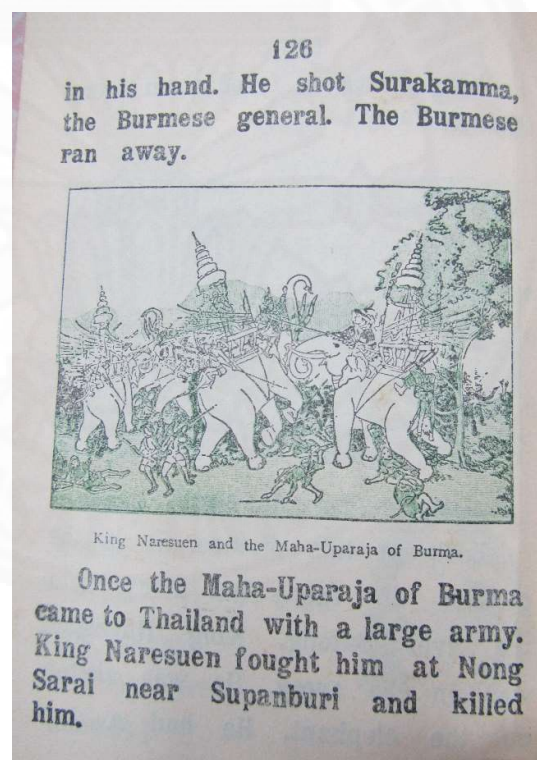 126
in his hand. He shot Surakamma,
the Burmese general. The Burmese
ran away.
King Naresuen and the Maha-Uparaja of Burma.
Once the Maha-Uparaja of Burma
came to Thailand with a large army.
King Naresuen fought him at Nong
Sarai near Supanburi and killed
him.